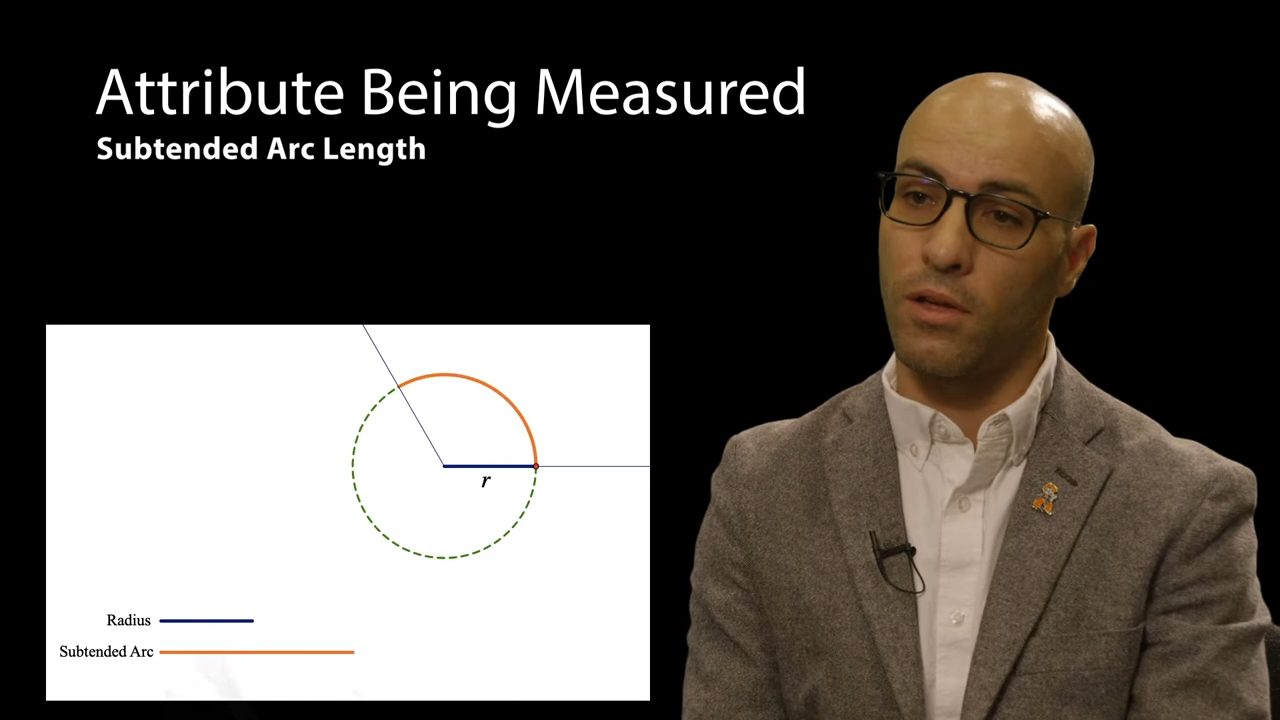 Attribute Being Measured
Subtended Arc Length
r
Radius
Subtended Arc